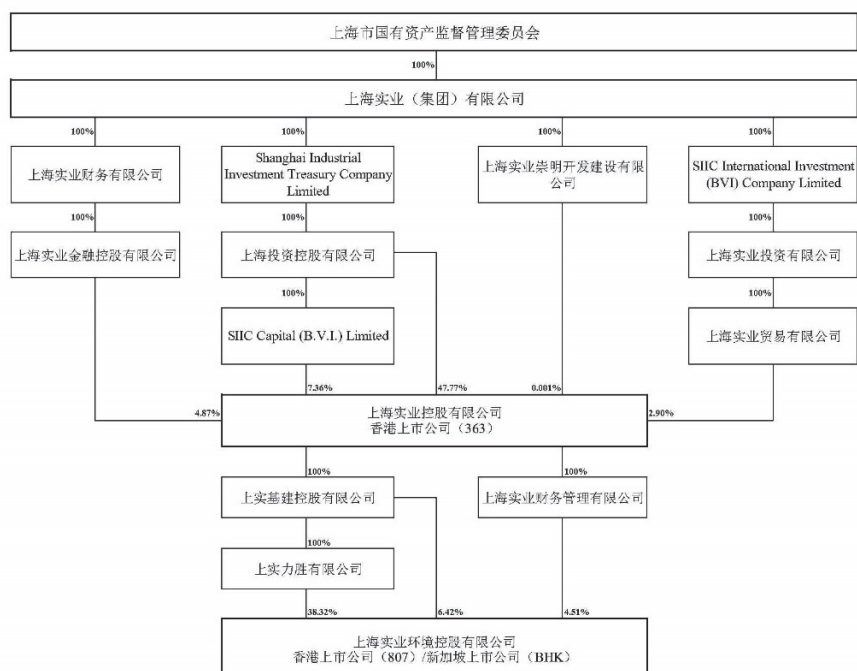 上海市国有资产监督管理委员会
100%
上海实业（集团）有限公司
100%
100%
100%
100%
上海实业财务有限公司
Shanghai Industrial
Investment Treasury Company
Limited
上海实业崇明开发建设有限
公司
SIIC International Investment
(BVI) Company Limited
100%
100%
100%
上海实业金融控股有限公司
上海投资控股有限公司
上海实业投资有限公司
100%
100%
SIIC Capital (B.V.I.) Limited
上海实业贸易有限公司
7.36%
47.77%
0.001%
4.87%
上海实业控股有限公司
香港上市公司（363）
2.90%
100%
100%
上实基建控股有限公司
上海实业财务管理有限公司
100%
上实力胜有限公司
38.32%
6.42%
4.51%
上海实业环境控股有限公司
香港上市公司（807）/新加坡上市公司（BHK）